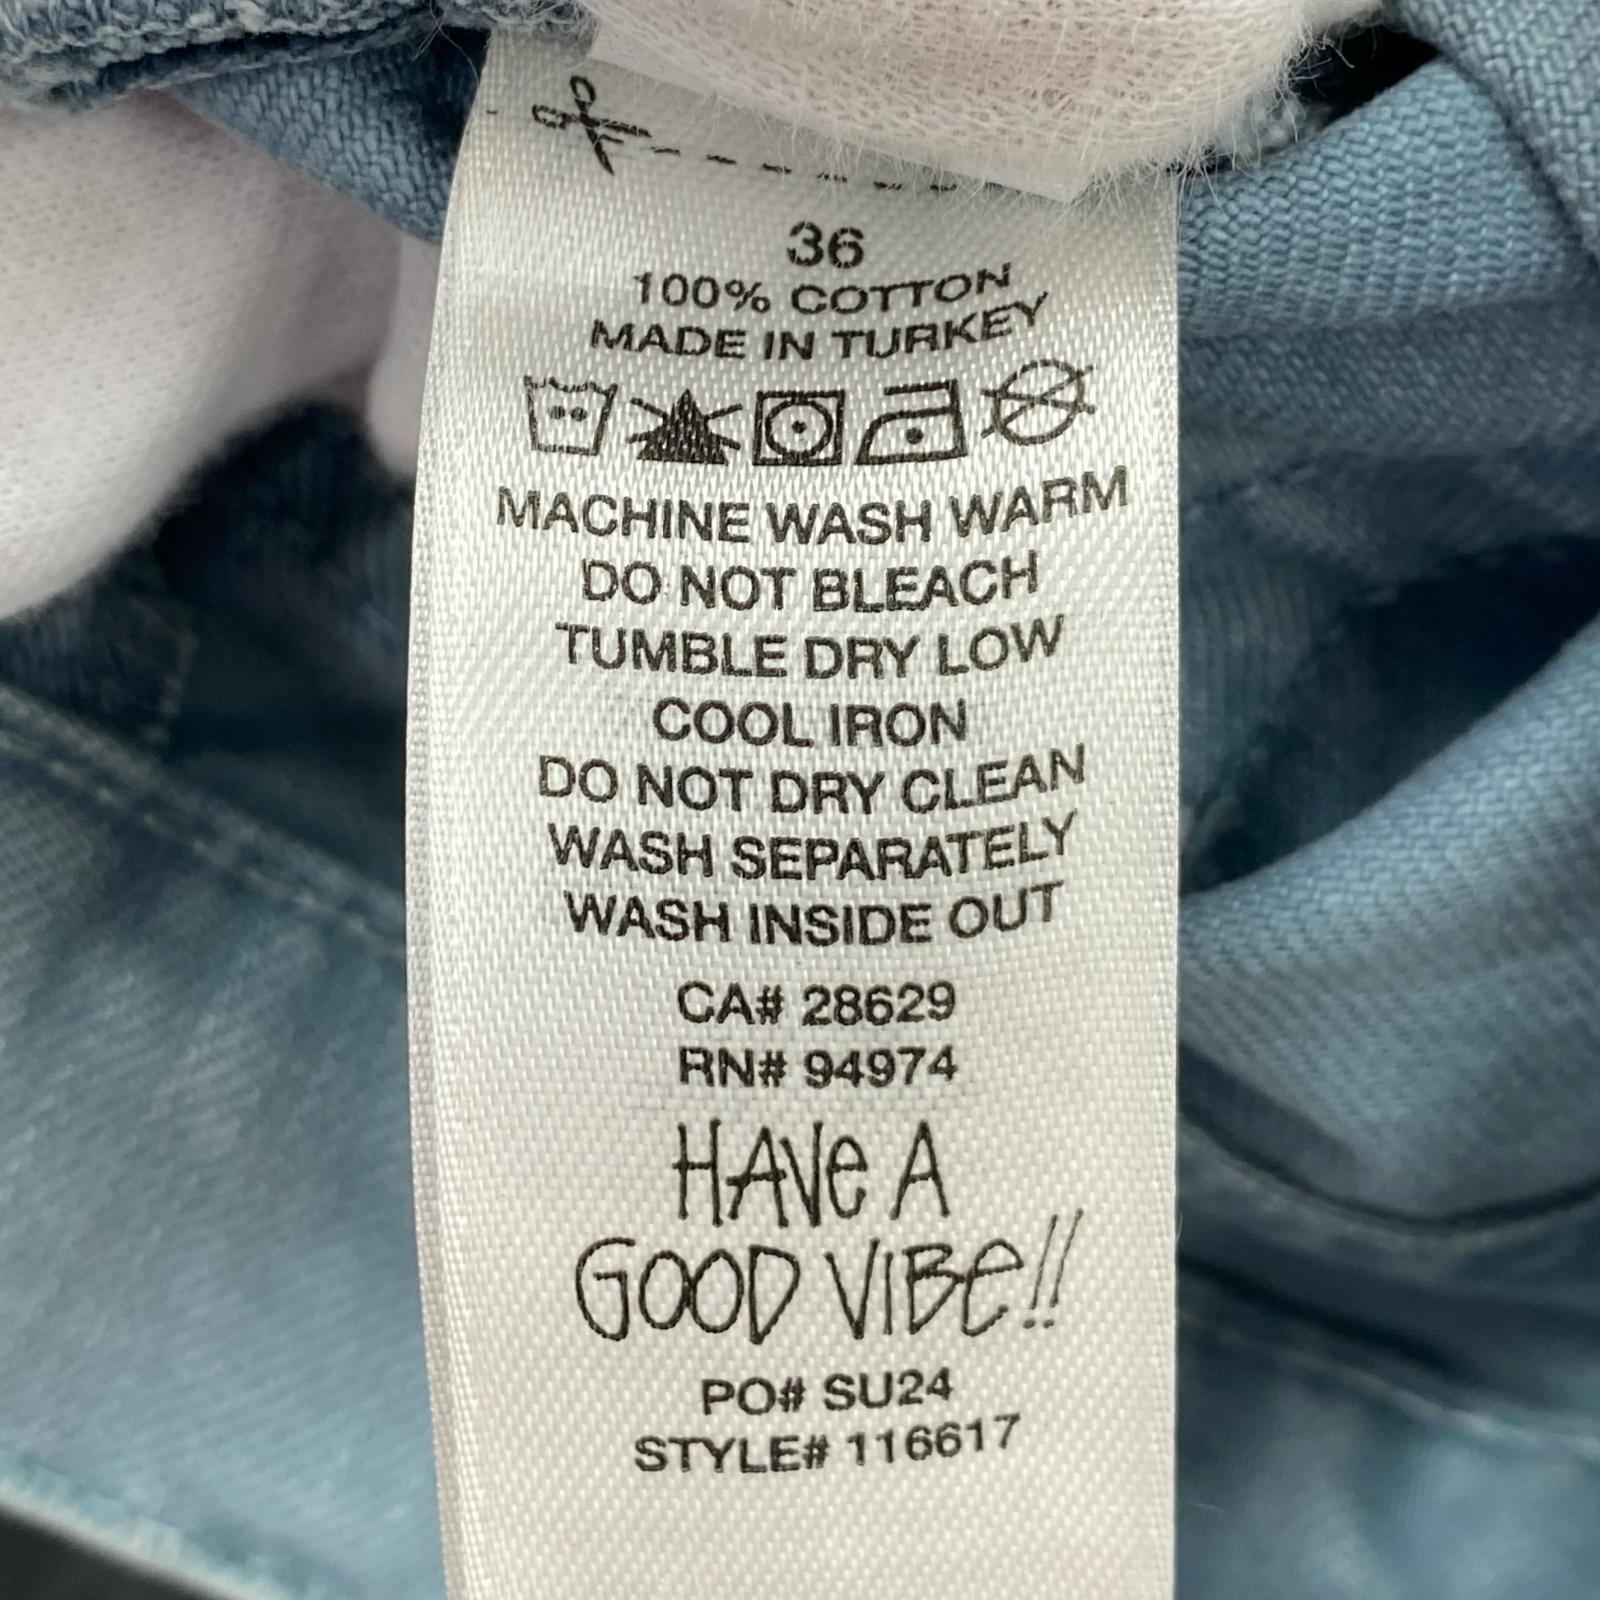 36
100% COTTON
MADE IN TURKEY
MACHINE WASH WARM
DO NOT BLEACH
TUMBLE DRY LOW
COOL IRON
DO NOT DRY CLEAN
WASH SEPARATELY
WASH INSIDE OUT
CA# 28629
RN# 94974
HAVe A
GOOD VIBe!!
PO# SU24
STYLE# 116617